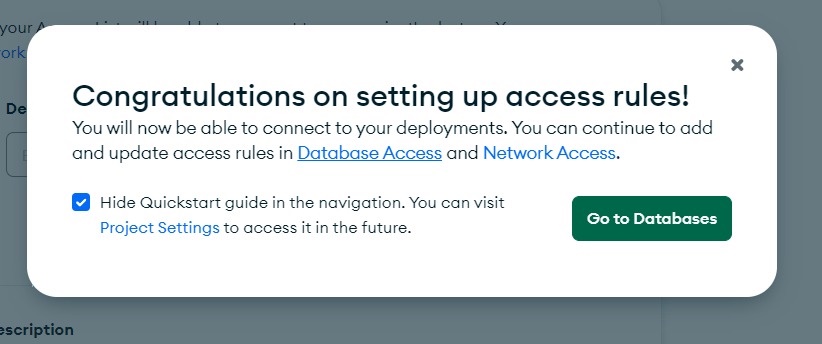 your
work
Congratulations on setting up access rules!
You will now be able to connect to your deployments. You can continue to add
and update access rules in Database Access and Network Access.
De
Hide Quickstart guide in the navigation. You can visit
Project Settings to access it in the future.
Go to Databases
escription